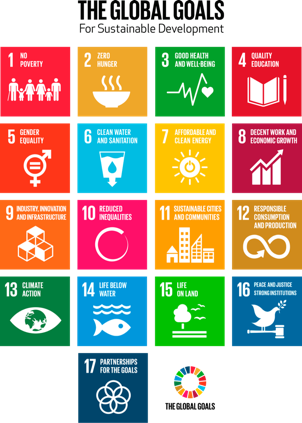 THE GLOBAL GOALS
For Sustainable Development
1 NO
POVERTY
2 ZERO
HUNGER
3 GOOD HEALTH
AND WELL-BEING
4 QUALITY
EDUCATION
5 GENDER
EQUALITY
6 CLEAN WATER
AND SANITATION
7 AFFORDABLE AND
CLEAN ENERGY
8 DECENT WORK AND
ECONOMIC GROWTH
9 INDUSTRY, INNOVATION
AND INFRASTRUCTURE
10 REDUCED
INEQUALITIES
11 SUSTAINABLE CITIES
AND COMMUNITIES
12 RESPONSIBLE
CONSUMPTION
AND PRODUCTION
13 CLIMATE
ACTION
14 LIFE BELOW
WATER
15 LIFE
ON LAND
16 PEACE AND JUSTICE
STRONG INSTITUTIONS
17 PARTNERSHIPS
FOR THE GOALS
THE GLOBAL GOALS